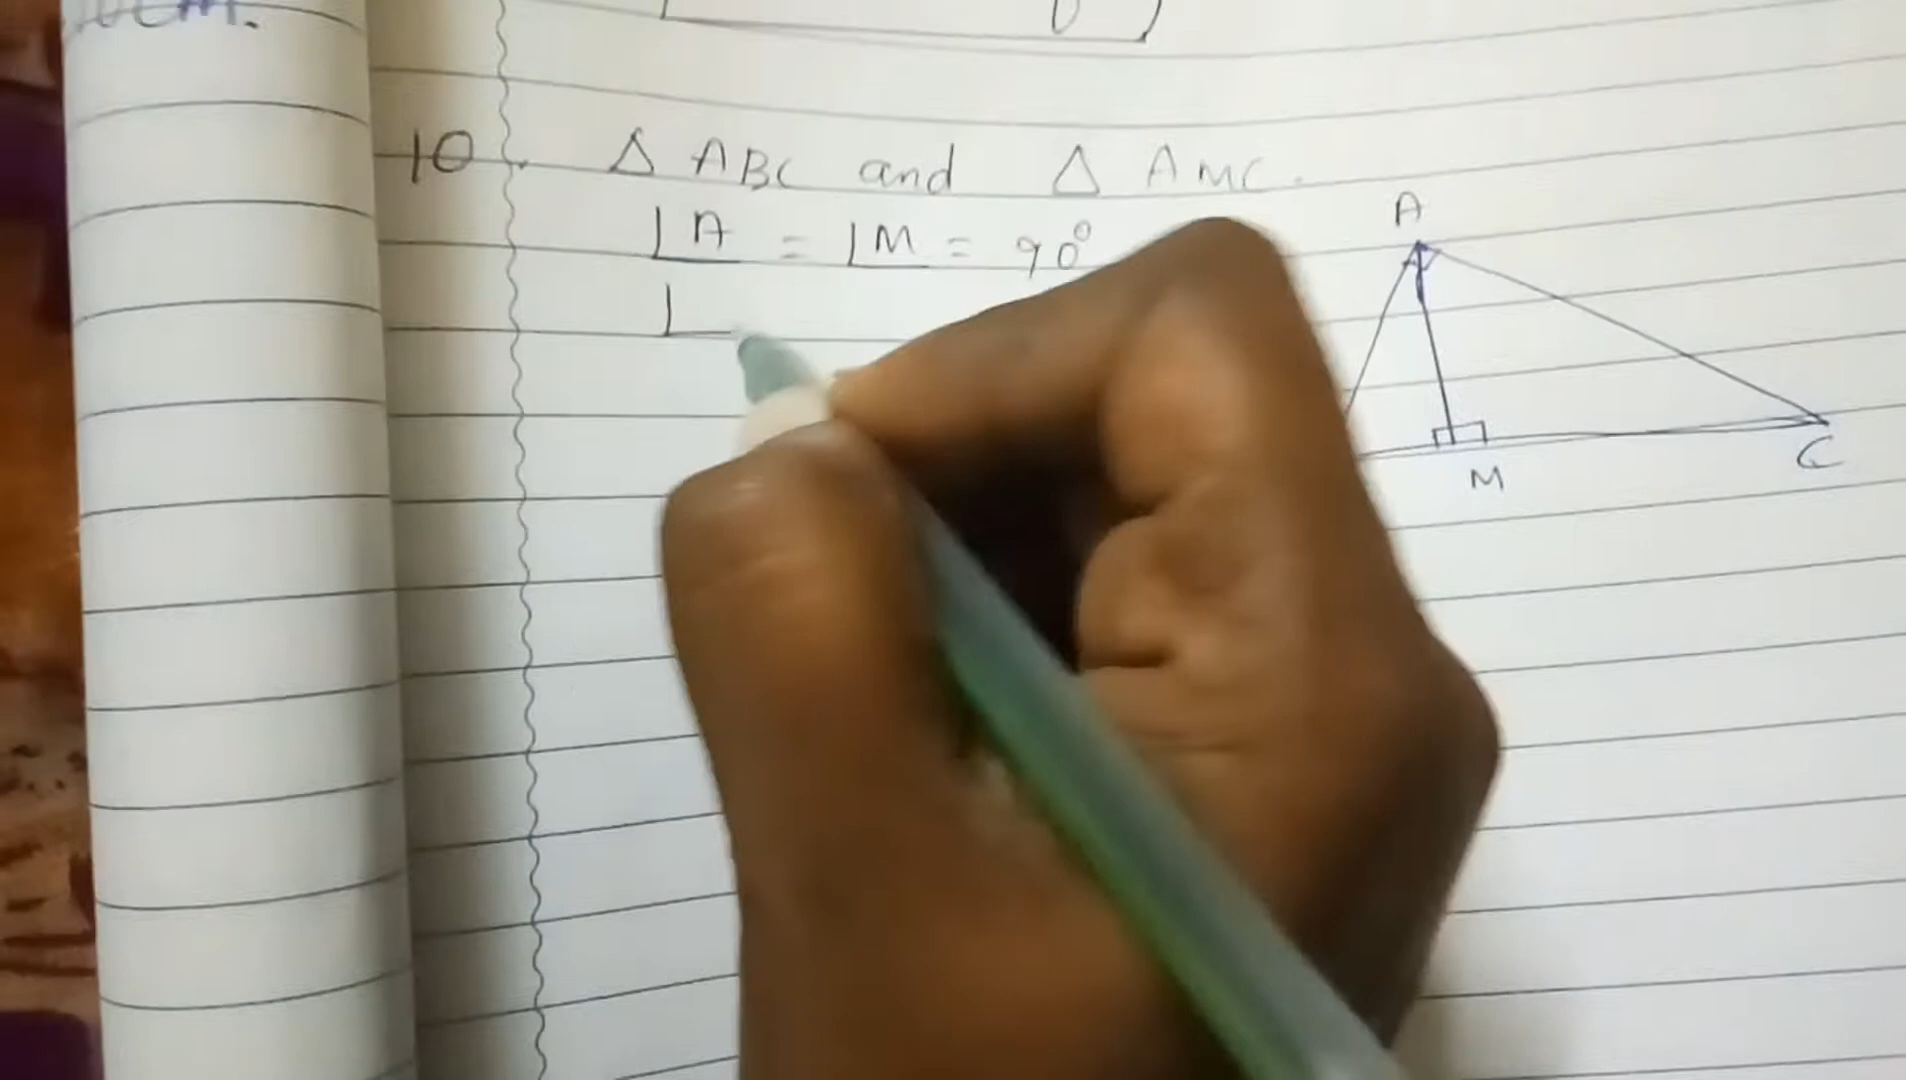 10. △ ABC and △ AMC.
∠A = ∠M = 90°
∠
A
M
C